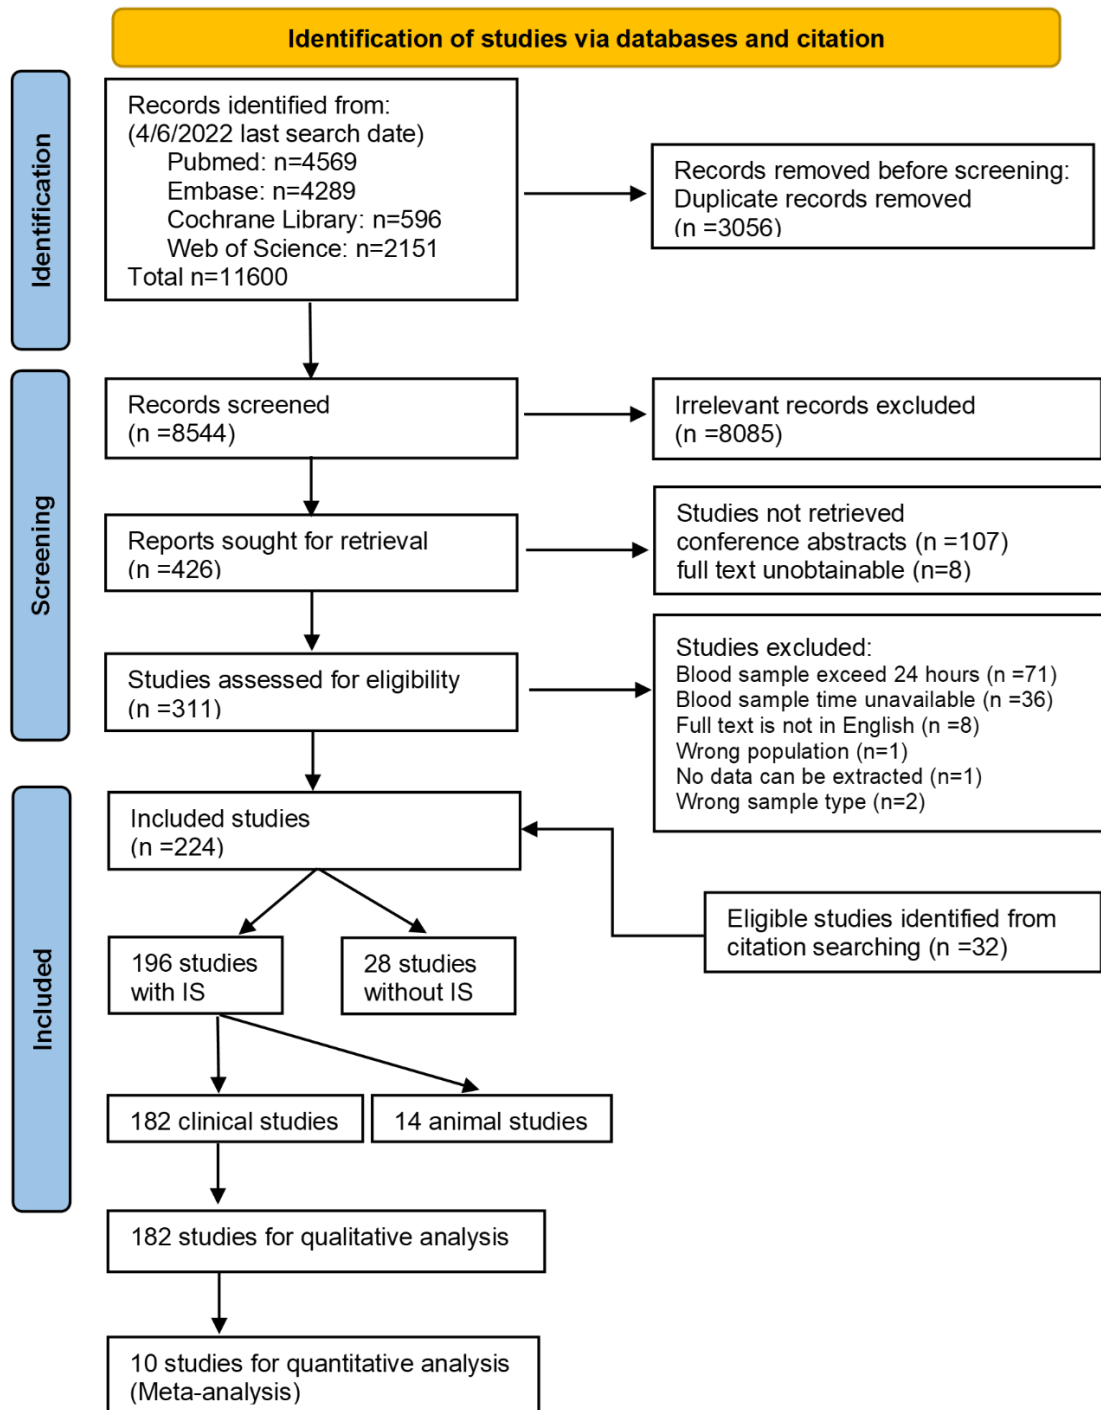 Identification of studies via databases and citation
Identification
Records identified from:
(4/6/2022 last search date)
Pubmed: n=4569
Embase: n=4289
Cochrane Library: n=596
Web of Science: n=2151
Total n=11600
Records removed before screening:
Duplicate records removed
(n =3056)
Screening
Records screened
(n =8544)
Irrelevant records excluded
(n =8085)
Reports sought for retrieval
(n =426)
Studies not retrieved
conference abstracts (n =107)
full text unobtainable (n=8)
Studies assessed for eligibility
(n =311)
Studies excluded:
Blood sample exceed 24 hours (n =71)
Blood sample time unavailable (n =36)
Full text is not in English (n =8)
Wrong population (n=1)
No data can be extracted (n=1)
Wrong sample type (n=2)
Included
Included studies
(n =224)
Eligible studies identified from
citation searching (n =32)
196 studies
with IS
28 studies
without IS
182 clinical studies
14 animal studies
182 studies for qualitative analysis
10 studies for quantitative analysis
(Meta-analysis)